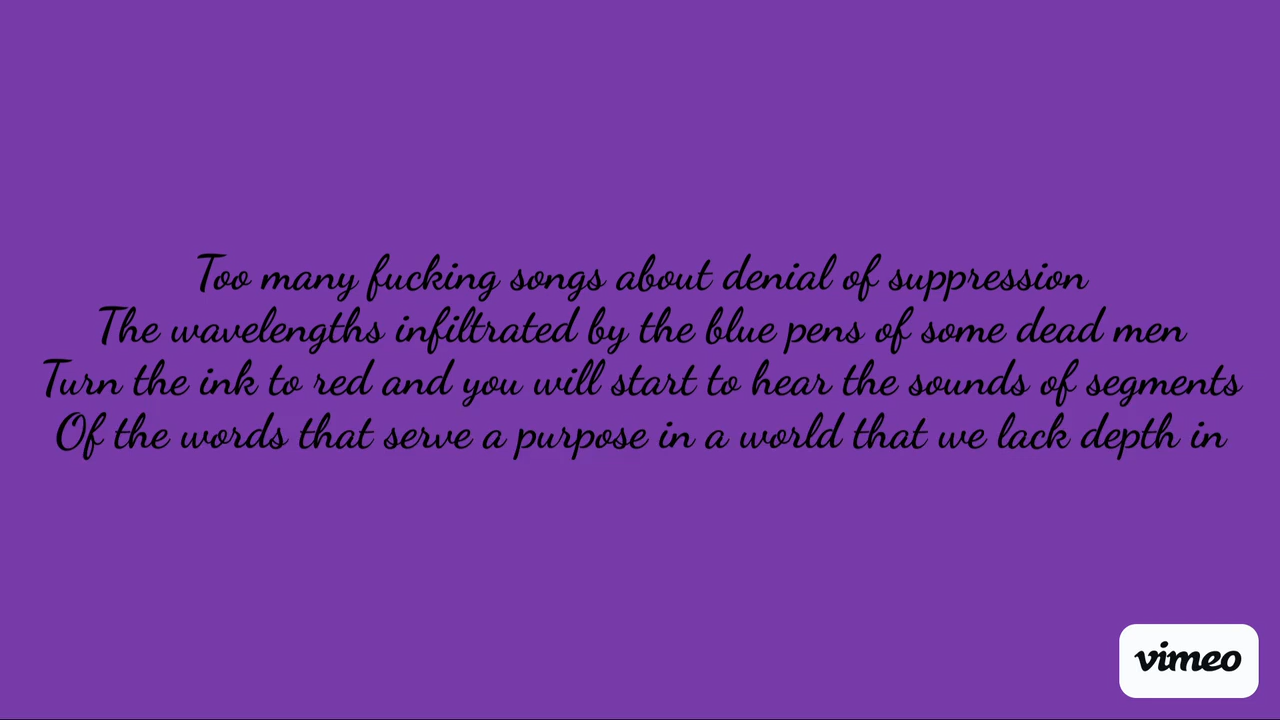 Too many fucking songs about denial of suppression
The wavelengths infiltrated by the blue pens of some dead men
Turn the ink to red and you will start to hear the sounds of segments
Of the words that serve a purpose in a world that we lack depth in
vimeo